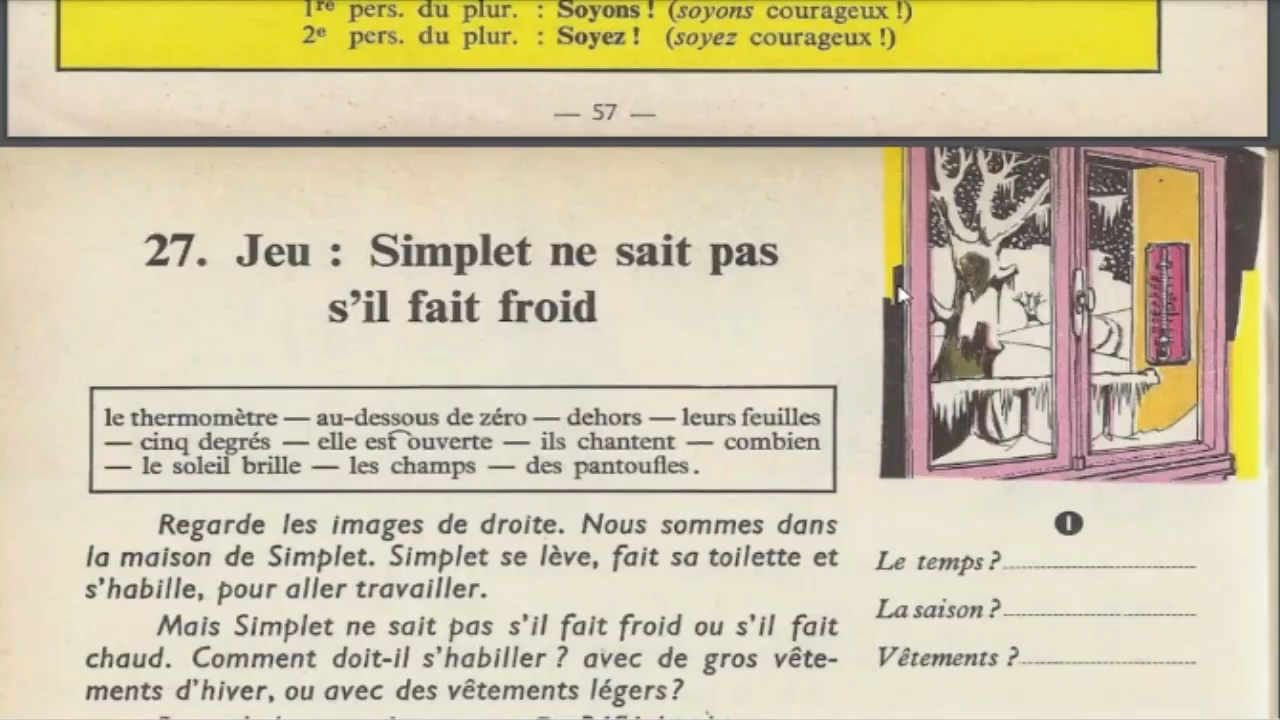 1re pers. du plur. : Soyons ! (soyons courageux !)
2e pers. du plur. : Soyez ! (soyez courageux !)
— 57 —
27. Jeu : Simplet ne sait pas
s'il fait froid
le thermomètre — au-dessous de zéro — dehors — leurs feuilles
— cinq degrés — elle est ouverte — ils chantent — combien
— le soleil brille — les champs — des pantoufles.
Regarde les images de droite. Nous sommes dans
la maison de Simplet. Simplet se lève, fait sa toilette et
s'habille, pour aller travailler.
Mais Simplet ne sait pas s'il fait froid ou s'il fait
chaud. Comment doit-il s'habiller ? avec de gros vête-
ments d'hiver, ou avec des vêtements légers ?
1
Le temps ?
La saison ?
Vêtements ?